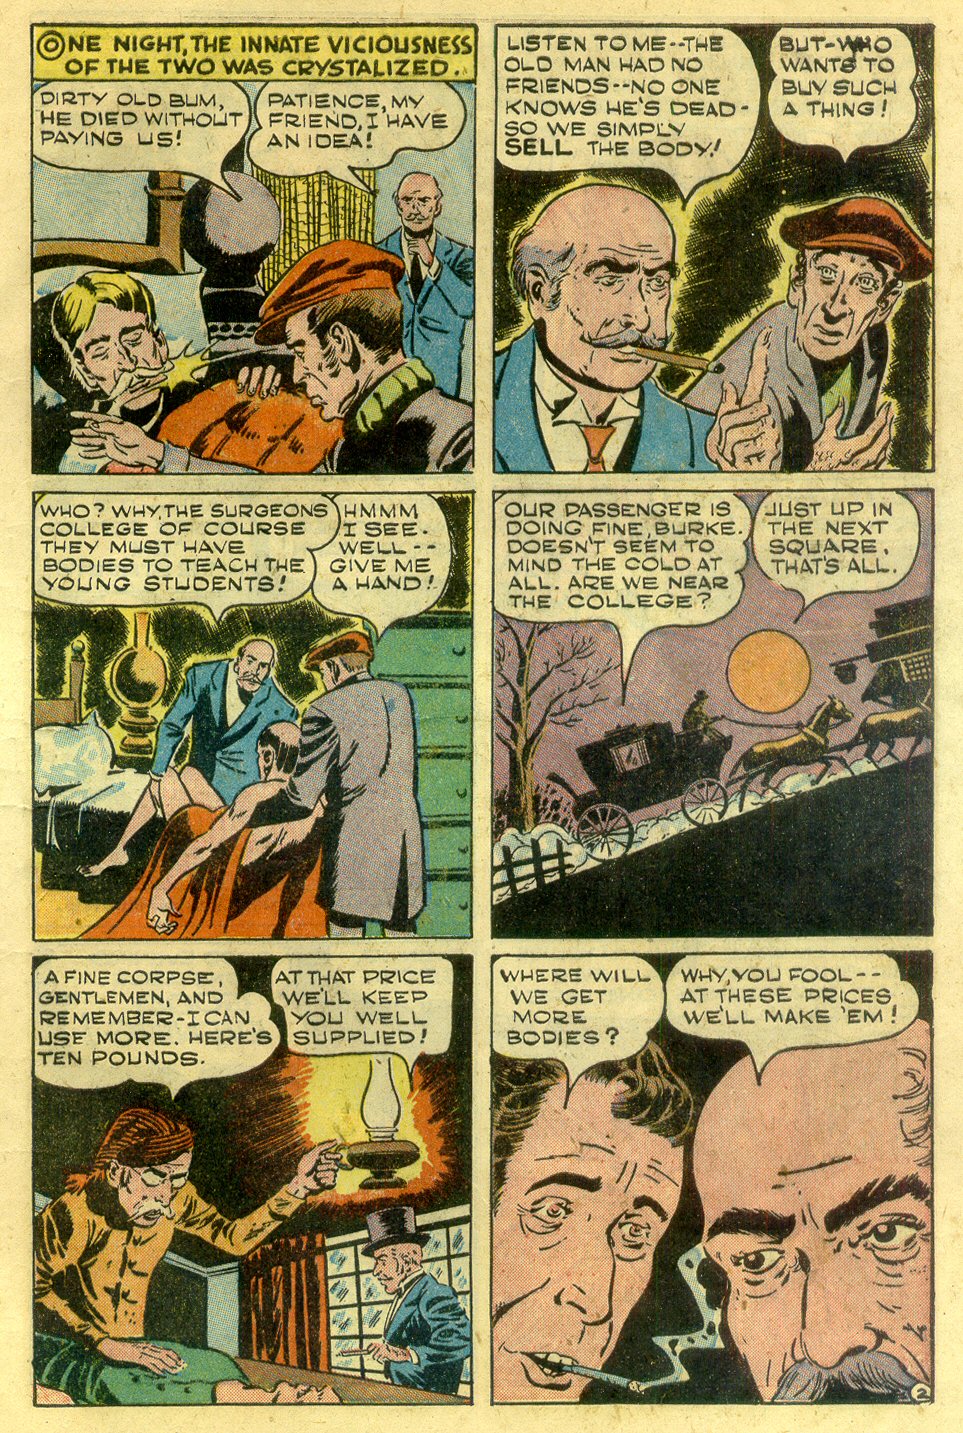 ONE NIGHT, THE INNATE VICIOUSNESS
OF THE TWO WAS CRYSTALIZED.
DIRTY OLD BUM,
HE DIED WITHOUT
PAYING US!
PATIENCE, MY
FRIEND, I HAVE
AN IDEA!
LISTEN TO ME--THE
OLD MAN HAD NO
FRIENDS--NO ONE
KNOWS HE'S DEAD-
SO WE SIMPLY
SELL THE BODY!
BUT-WHO
WANTS TO
BUY SUCH
A THING!
WHO? WHY, THE SURGEONS
COLLEGE OF COURSE
THEY MUST HAVE
BODIES TO TEACH THE
YOUNG STUDENTS!
HMMM
I SEE.
WELL--
GIVE ME
A HAND!
OUR PASSENGER IS
DOING FINE, BURKE.
DOESN'T SEEM TO
MIND THE COLD AT
ALL. ARE WE NEAR
THE COLLEGE?
JUST UP IN
THE NEXT
SQUARE.
THAT'S ALL.
A FINE CORPSE,
GENTLEMEN, AND
REMEMBER-I CAN
USE MORE. HERE'S
TEN POUNDS.
AT THAT PRICE
WE'LL KEEP
YOU WELL
SUPPLIED!
WHERE WILL
WE GET
MORE
BODIES?
WHY, YOU FOOL--
AT THESE PRICES
WE'LL MAKE 'EM!
2